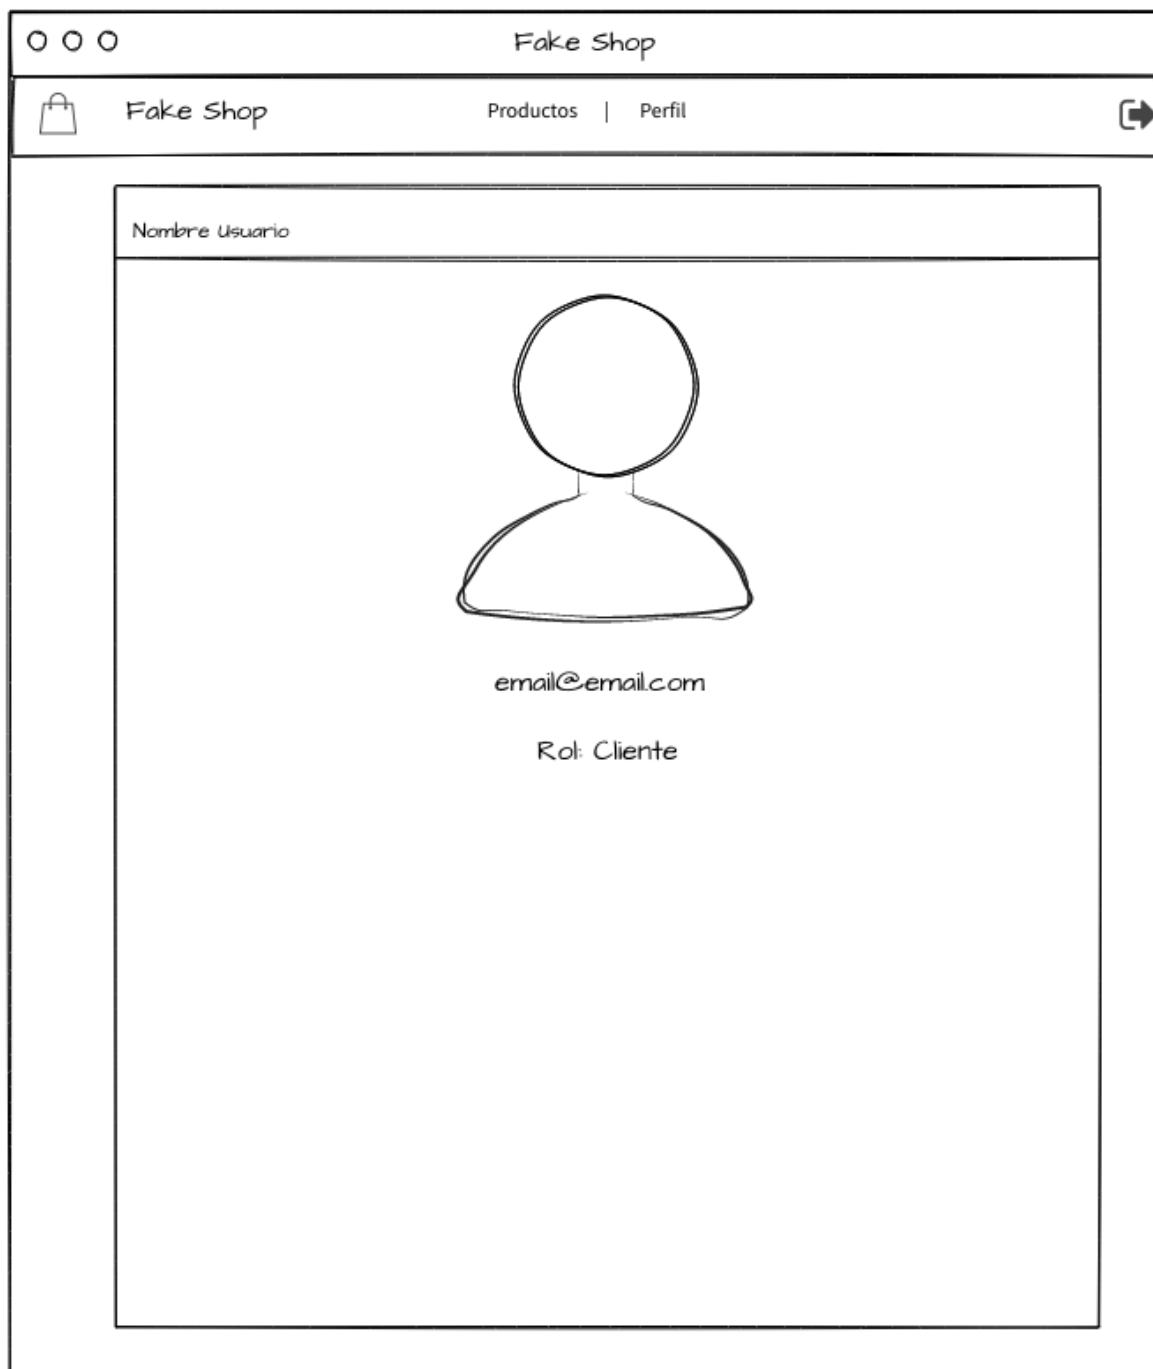 Fake Shop
Fake Shop Productos | Perfil
Nombre Usuario
email@email.com
Rol: Cliente